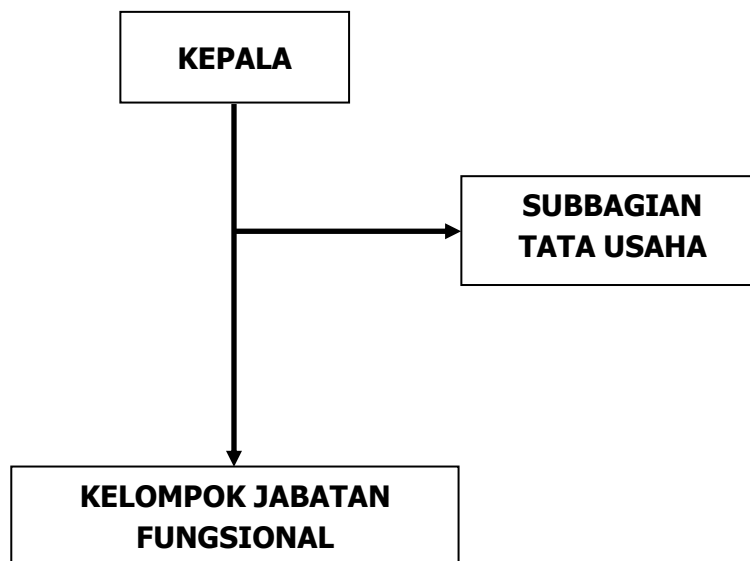 KEPALA
SUBBAGIAN
TATA USAHA
KELOMPOK JABATAN
FUNGSIONAL